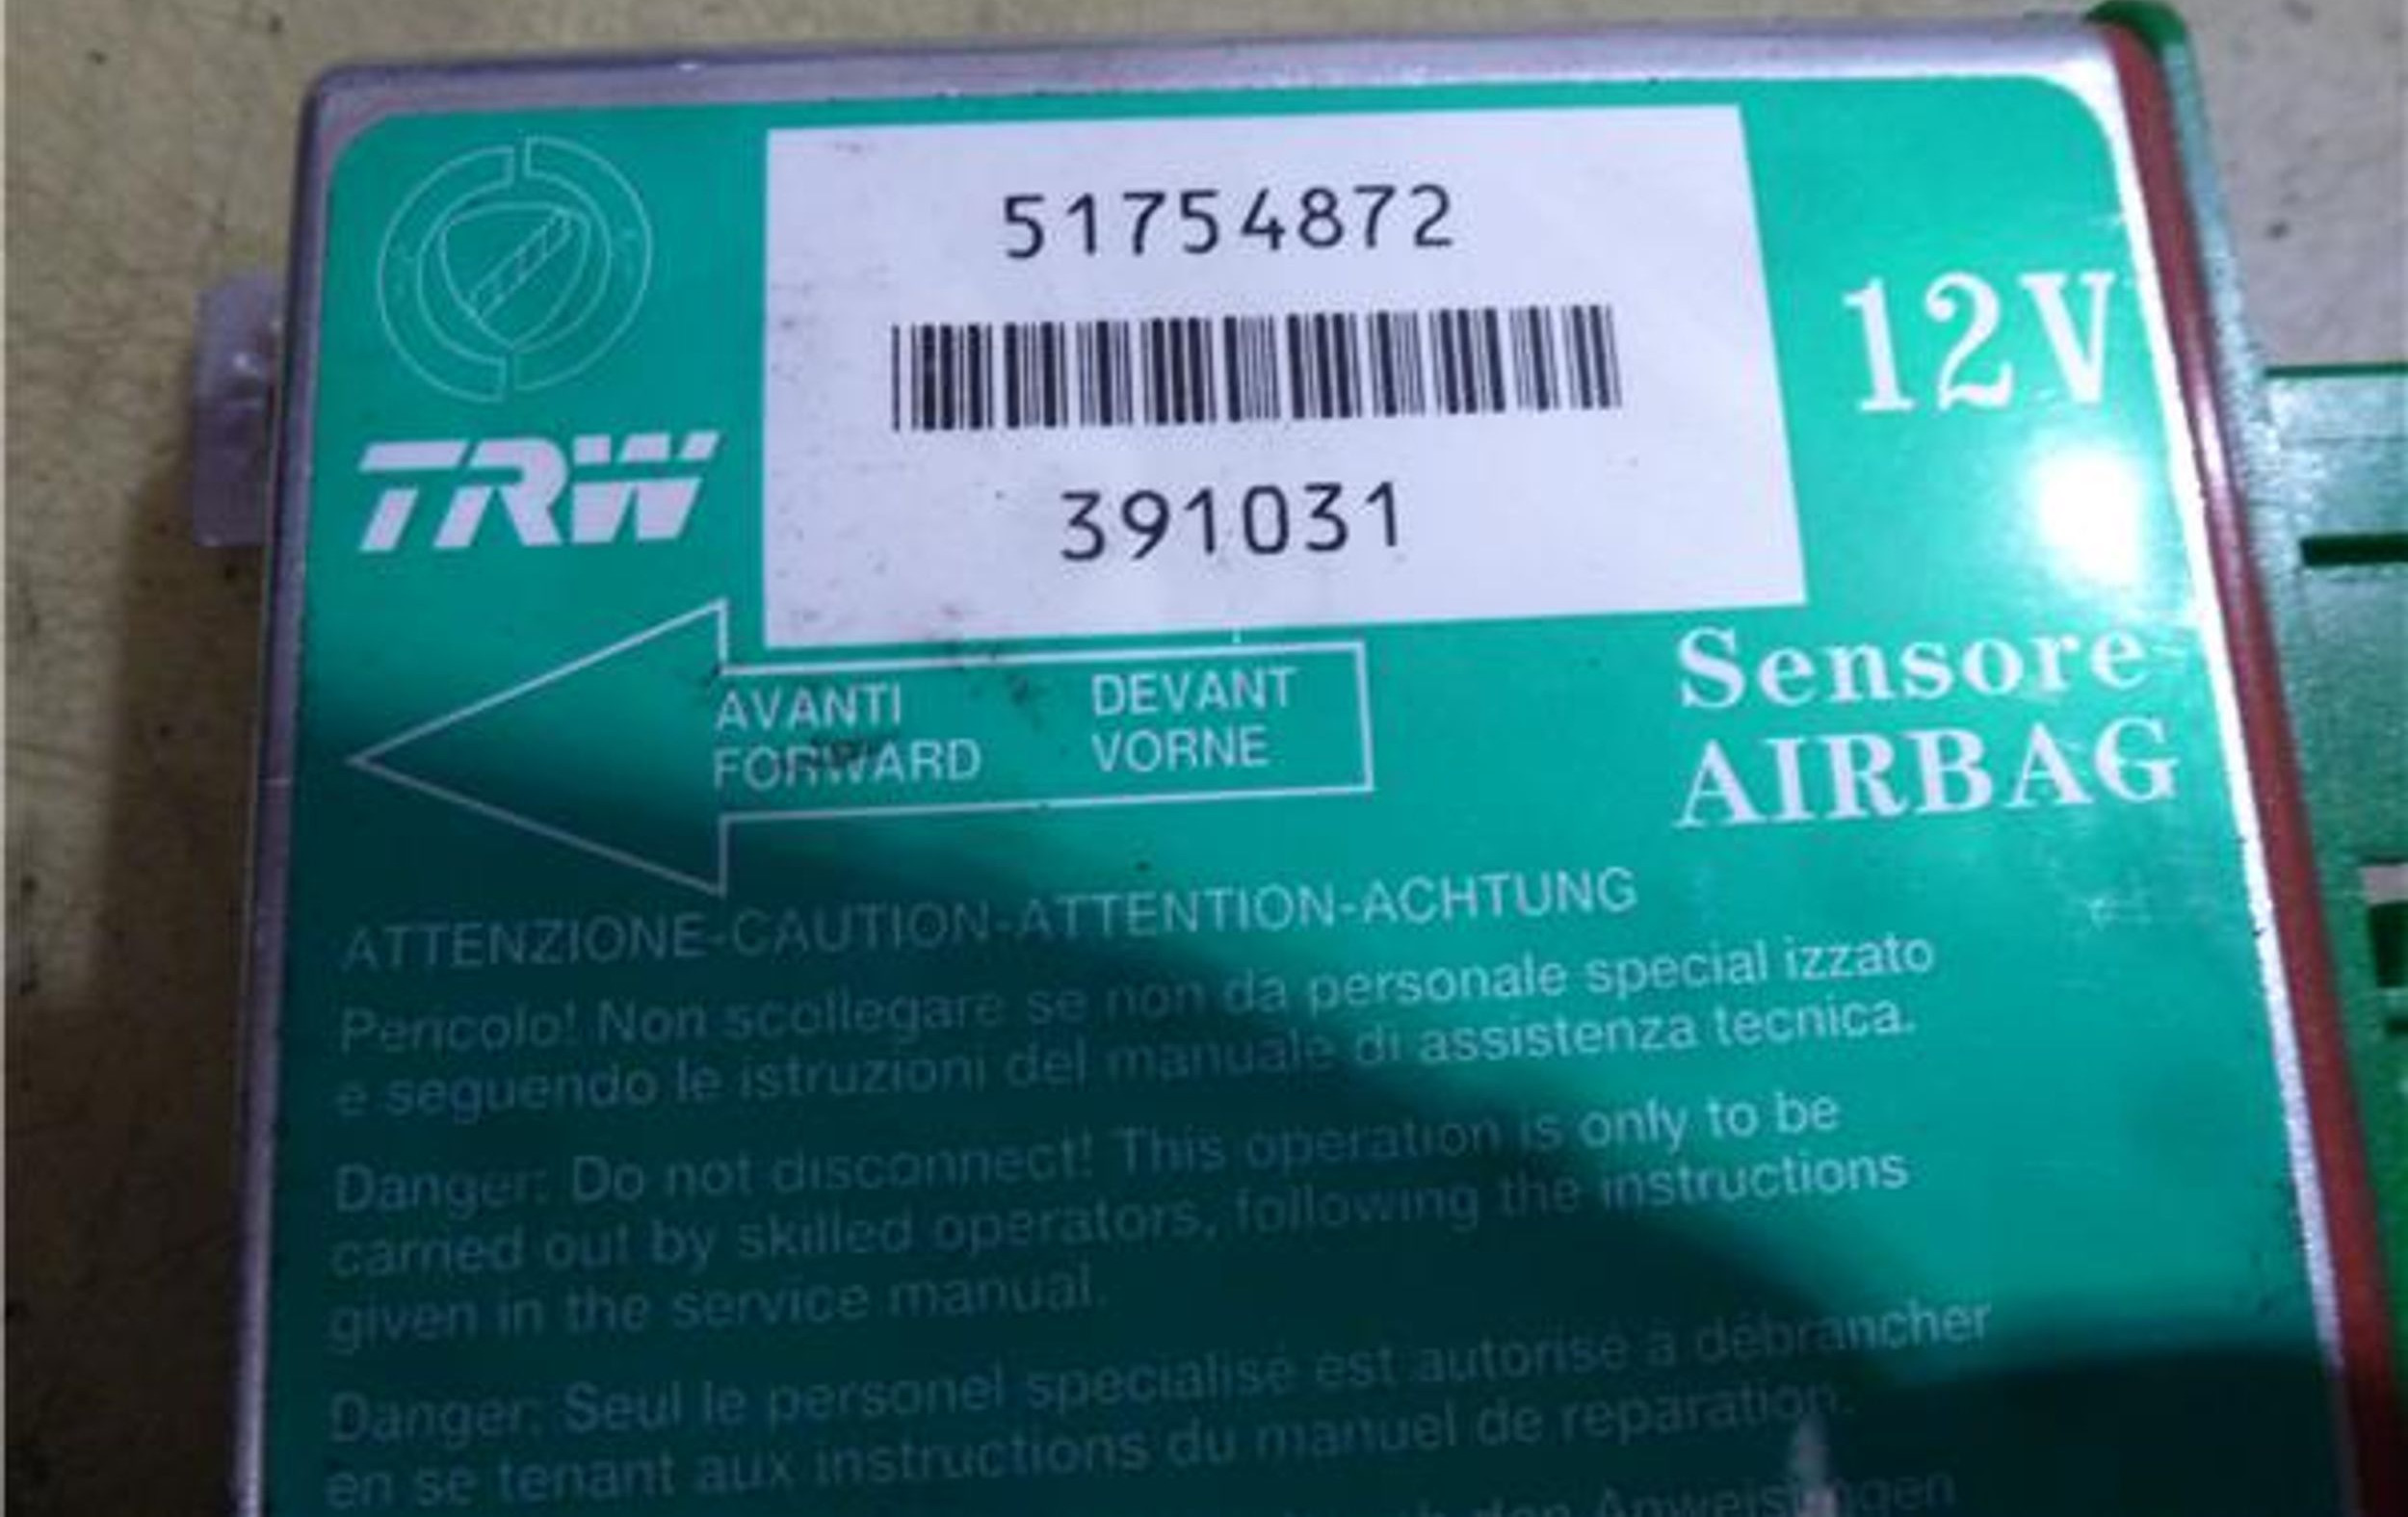 51754872
12V
TRW
391031
Sensore
AIRBAG
AVANTI DEVANT
FORWARD VORNE
ATTENZIONE-CAUTION-ATTENTION-ACHTUNG
Pericolo! Non scollegare se non da personale special izzato
e seguendo le istruzioni del manuale di assistenza tecnica.
Danger: Do not disconnect! This operation is only to be
carried out by skilled operators, following the instructions
given in the service manual.
Danger: Seul le personel spécialisé est autorisé à débrancher
en se tenant aux instructions du manuel de reparation.
den Anweisungen